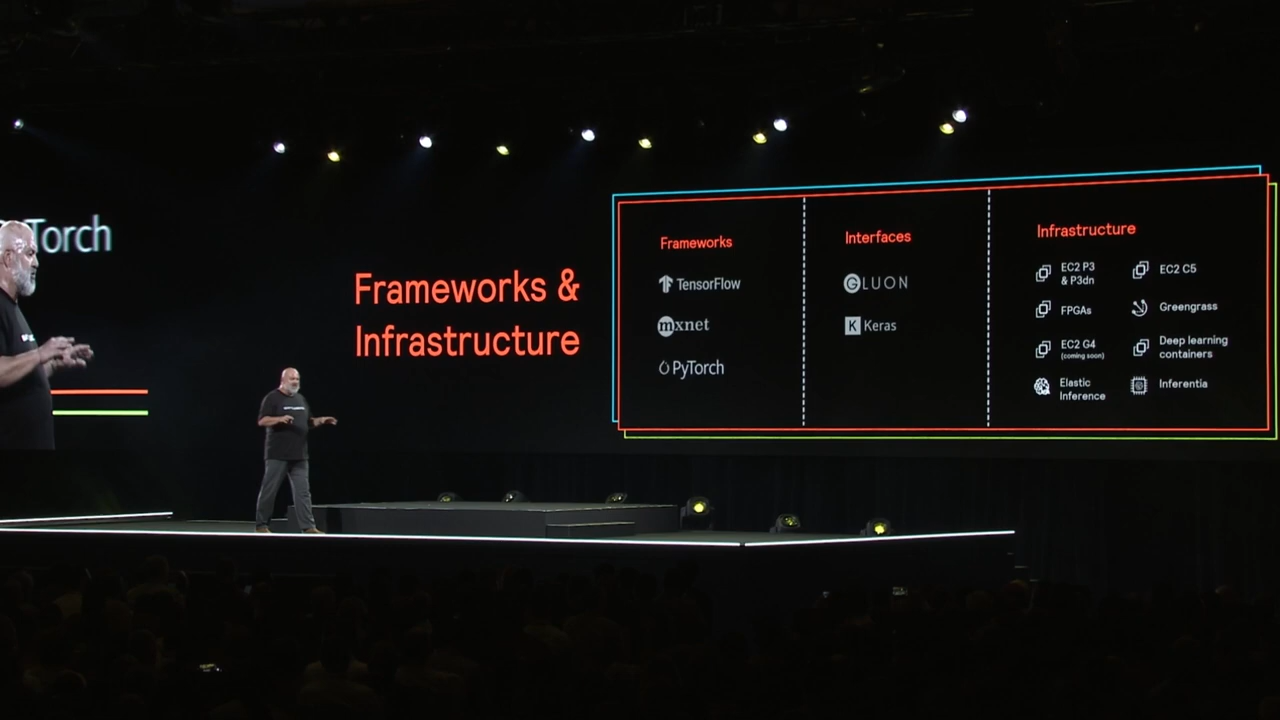 Torch
Frameworks &
Infrastructure
Frameworks
TensorFlow
mxnet
PyTorch
Interfaces
GLUON
Keras
Infrastructure
EC2 P3
& P3dn
FPGAs
EC2 G4
(coming soon)
Elastic
Inference
EC2 C5
Greengrass
Deep learning
containers
Inferentia